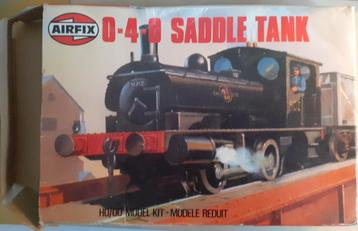 AIRFIX
0-4-0 SADDLE TANK
HO/OO MODEL KIT - MODELE REDUIT